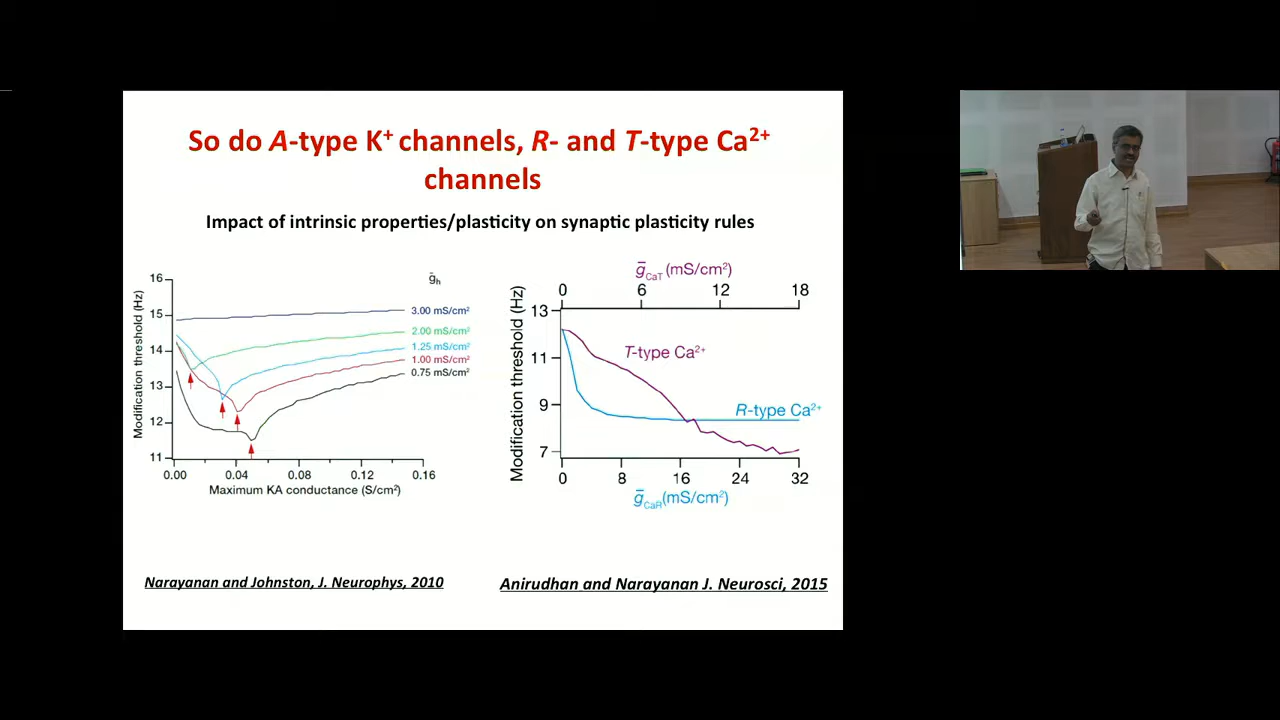 So do A-type K⁺ channels, R- and T-type Ca²⁺
channels
Impact of intrinsic properties/plasticity on synaptic plasticity rules
16
15
14
13
12
11
Modification threshold (Hz)
ḡh
3.00 mS/cm²
2.00 mS/cm²
1.25 mS/cm²
1.00 mS/cm²
0.75 mS/cm²
0.00 0.04 0.08 0.12 0.16
Maximum KA conductance (S/cm²)
ḡCaT (mS/cm²)
0 6 12 18
13
11
9
7
Modification threshold (Hz)
T-type Ca²⁺
R-type Ca²⁺
0 8 16 24 32
ḡCaR(mS/cm²)
Narayanan and Johnston, J. Neurophys, 2010
Anirudhan and Narayanan J. Neurosci, 2015